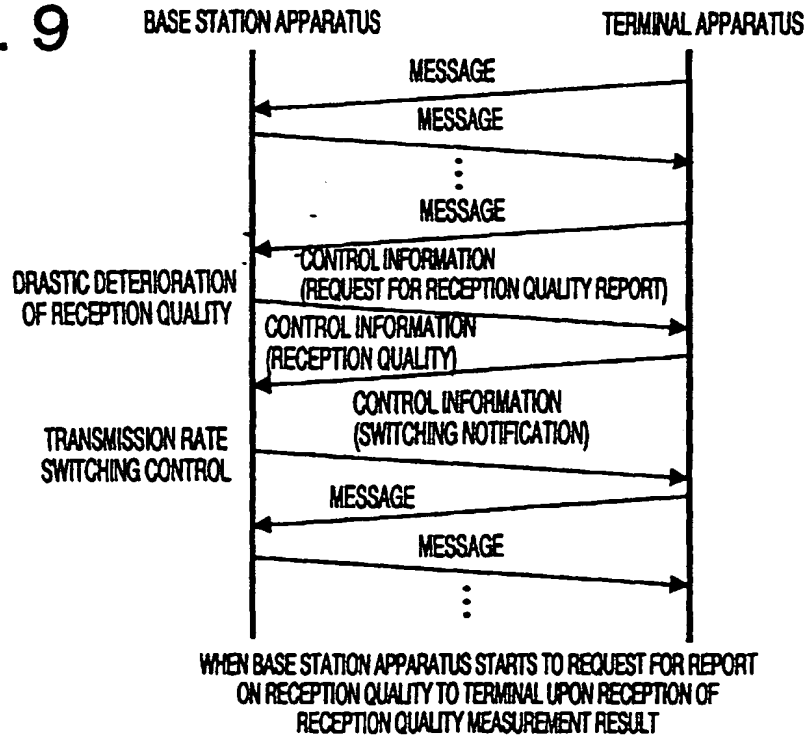 . 9
BASE STATION APPARATUS
TERMINAL APPARATUS
MESSAGE
MESSAGE
MESSAGE
DRASTIC DETERIORATION
OF RECEPTION QUALITY
CONTROL INFORMATION
(REQUEST FOR RECEPTION QUALITY REPORT)
CONTROL INFORMATION
(RECEPTION QUALITY)
CONTROL INFORMATION
(SWITCHING NOTIFICATION)
TRANSMISSION RATE
SWITCHING CONTROL
MESSAGE
MESSAGE
WHEN BASE STATION APPARATUS STARTS TO REQUEST FOR REPORT
ON RECEPTION QUALITY TO TERMINAL UPON RECEPTION OF
RECEPTION QUALITY MEASUREMENT RESULT